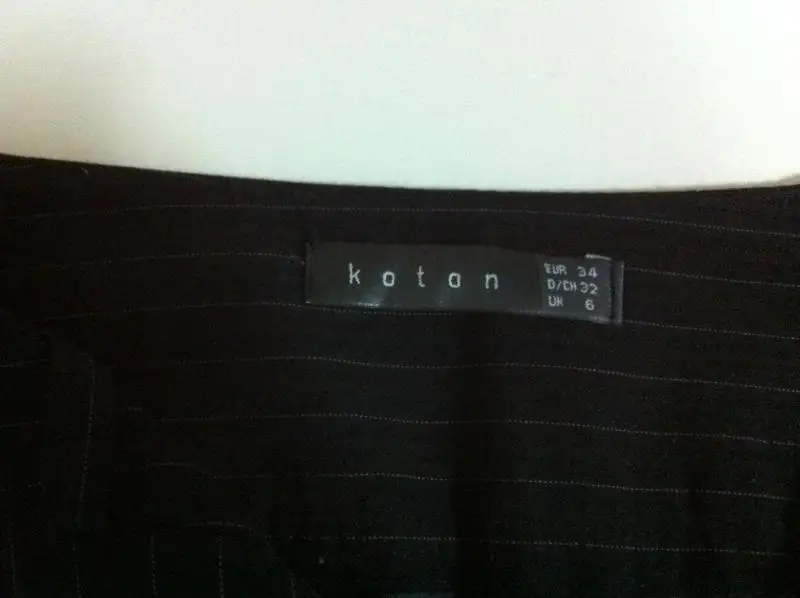 koton
EUR 34
D/CH 32
UK 6